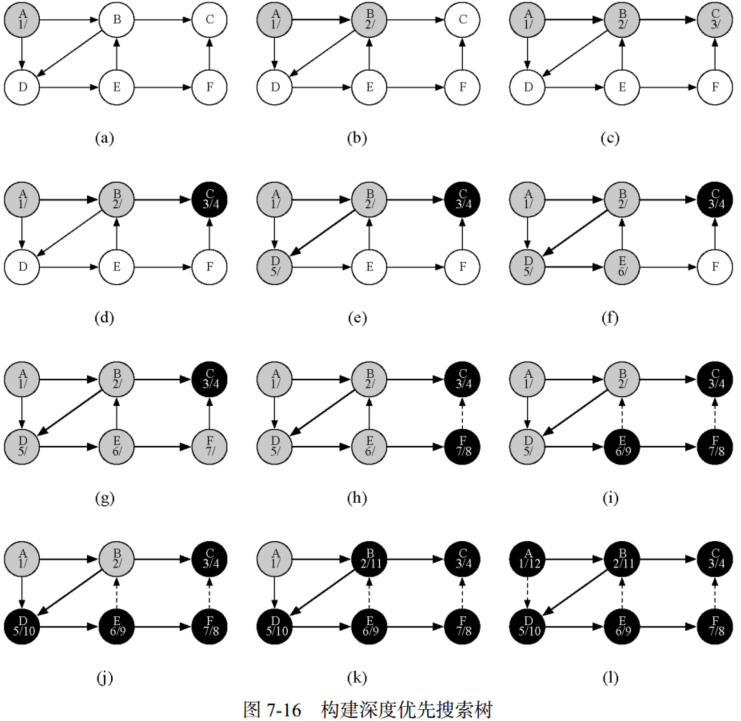 A B C
1/
D E F
(a)
A B C
1/ 2/
D E F
(b)
A B C
1/ 2/ 3/
D E F
(c)
A B C
1/ 2/ 3/4
D E F
(d)
A B C
1/ 2/ 3/4
D E F
5/
(e)
A B C
1/ 2/ 3/4
D E F
5/ 6/
(f)
A B C
1/ 2/ 3/4
D E F
5/ 6/ 7/
(g)
A B C
1/ 2/ 3/4
D E F
5/ 6/ 7/8
(h)
A B C
1/ 2/ 3/4
D E F
5/ 6/9 7/8
(i)
A B C
1/ 2/ 3/4
D E F
5/10 6/9 7/8
(j)
A B C
1/ 2/11 3/4
D E F
5/10 6/9 7/8
(k)
A B C
1/12 2/11 3/4
D E F
5/10 6/9 7/8
(l)
图 7-16 构建深度优先搜索树